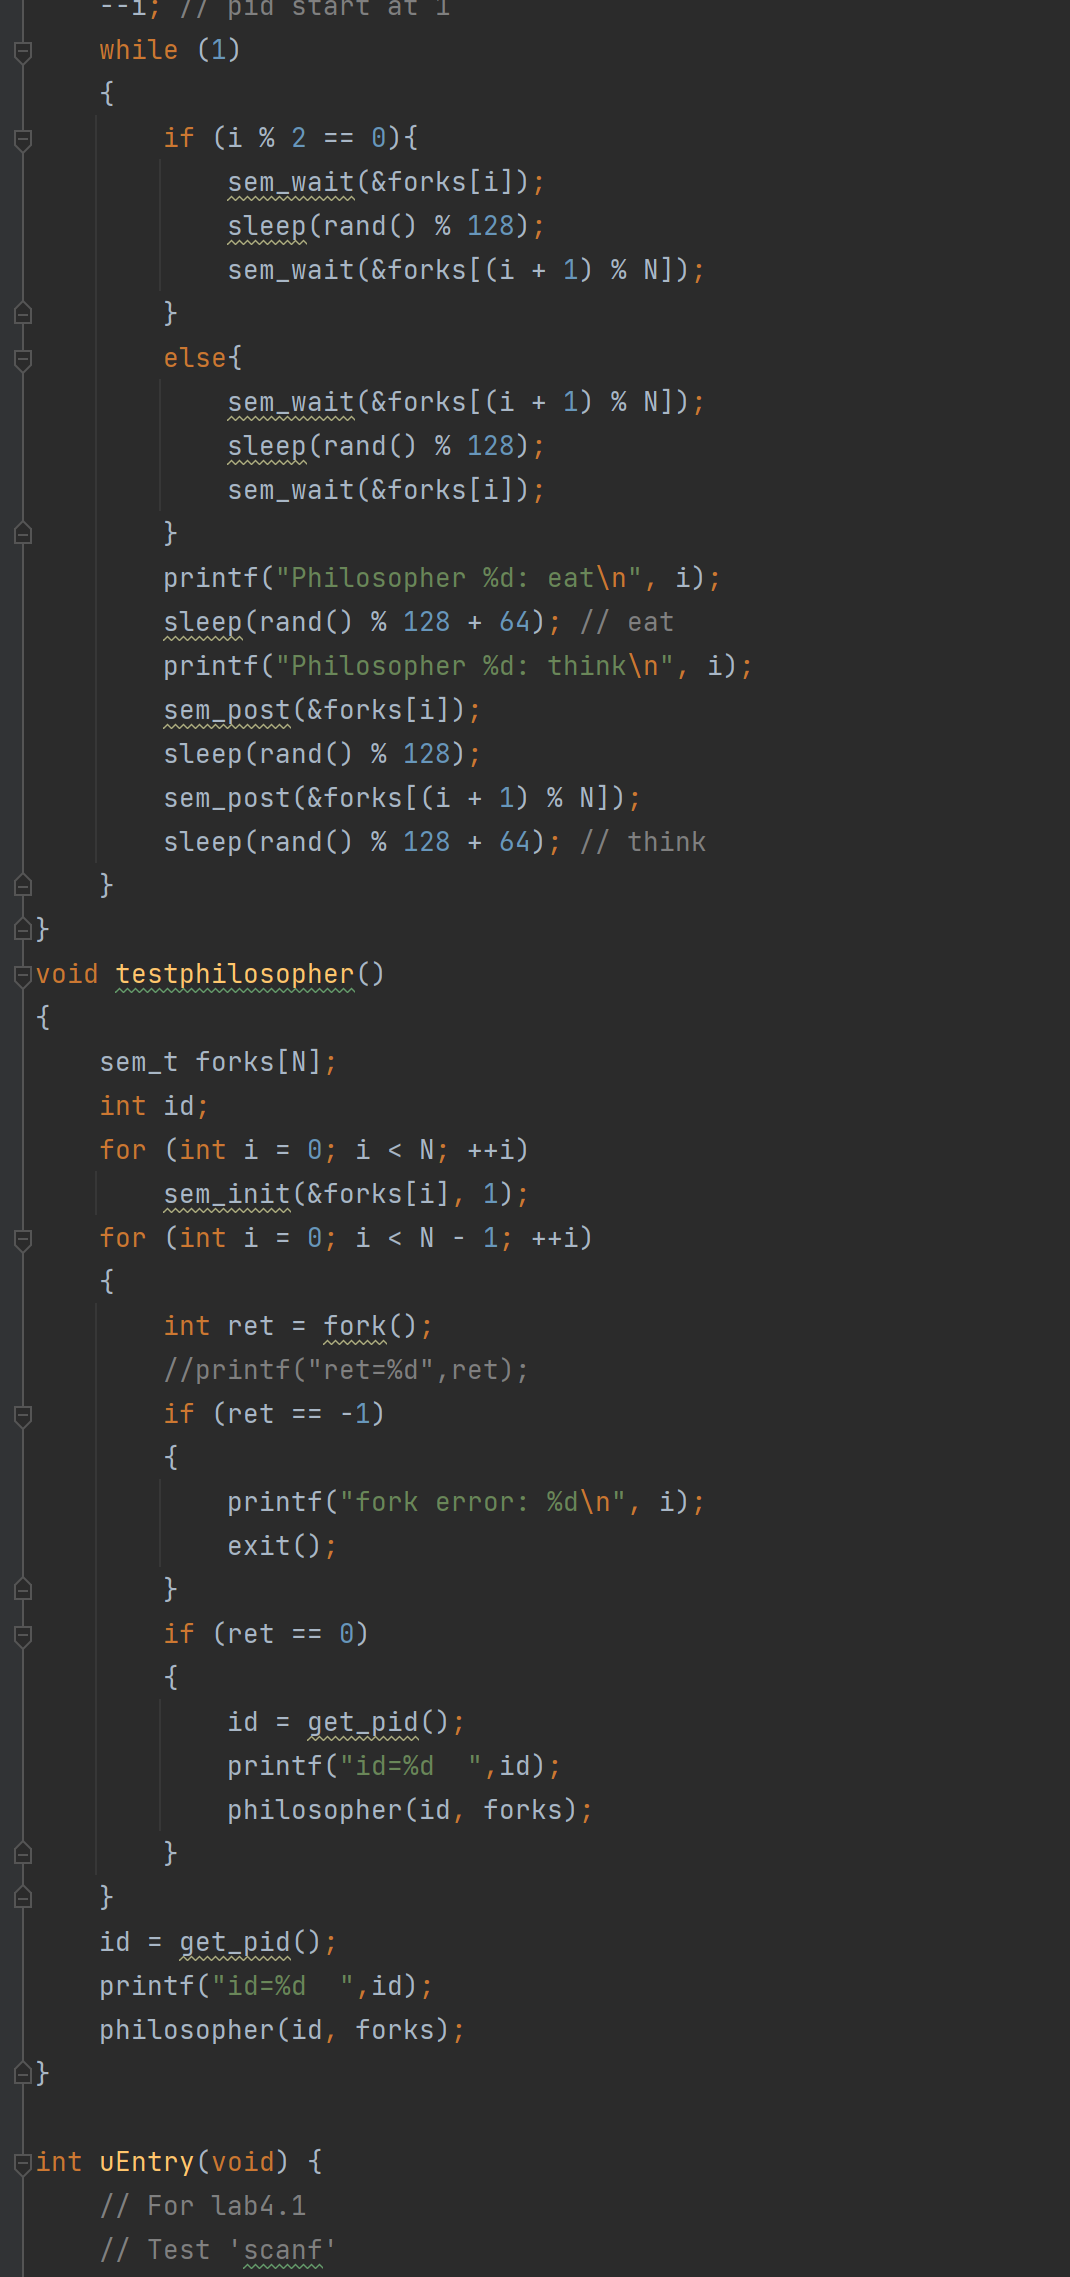 --i; // pid start at 1
while (1)
{
if (i % 2 == 0){
sem_wait(&forks[i]);
sleep(rand() % 128);
sem_wait(&forks[(i + 1) % N]);
}
else{
sem_wait(&forks[(i + 1) % N]);
sleep(rand() % 128);
sem_wait(&forks[i]);
}
printf("Philosopher %d: eat\n", i);
sleep(rand() % 128 + 64); // eat
printf("Philosopher %d: think\n", i);
sem_post(&forks[i]);
sleep(rand() % 128);
sem_post(&forks[(i + 1) % N]);
sleep(rand() % 128 + 64); // think
}
}
void testphilosopher()
{
sem_t forks[N];
int id;
for (int i = 0; i < N; ++i)
sem_init(&forks[i], 1);
for (int i = 0; i < N - 1; ++i)
{
int ret = fork();
//printf("ret=%d",ret);
if (ret == -1)
{
printf("fork error: %d\n", i);
exit();
}
if (ret == 0)
{
id = get_pid();
printf("id=%d  ",id);
philosopher(id, forks);
}
}
id = get_pid();
printf("id=%d  ",id);
philosopher(id, forks);
}
int uEntry(void) {
// For lab4.1
// Test 'scanf'